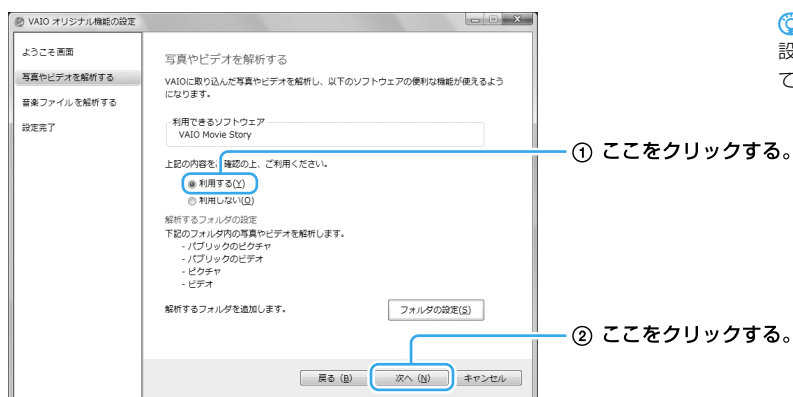 VAIO オリジナル機能の設定
ようこそ画面
写真やビデオを解析する
音楽ファイルを解析する
設定完了
写真やビデオを解析する
VAIOに取り込んだ写真やビデオを解析し、以下のソフトウェアの便利な機能が使えるよう
になります。
利用できるソフトウェア
VAIO Movie Story
上記の内容をご確認の上、ご利用ください。
利用する(Y)
利用しない(O)
解析するフォルダの設定
下記のフォルダ内の写真やビデオを解析します。
- パブリックのピクチャ
- パブリックのビデオ
- ピクチャ
- ビデオ
解析するフォルダを追加します。
フォルダの設定(S)
戻る (B)
次へ (N)
キャンセル
① ここをクリックする。
② ここをクリックする。
設
て